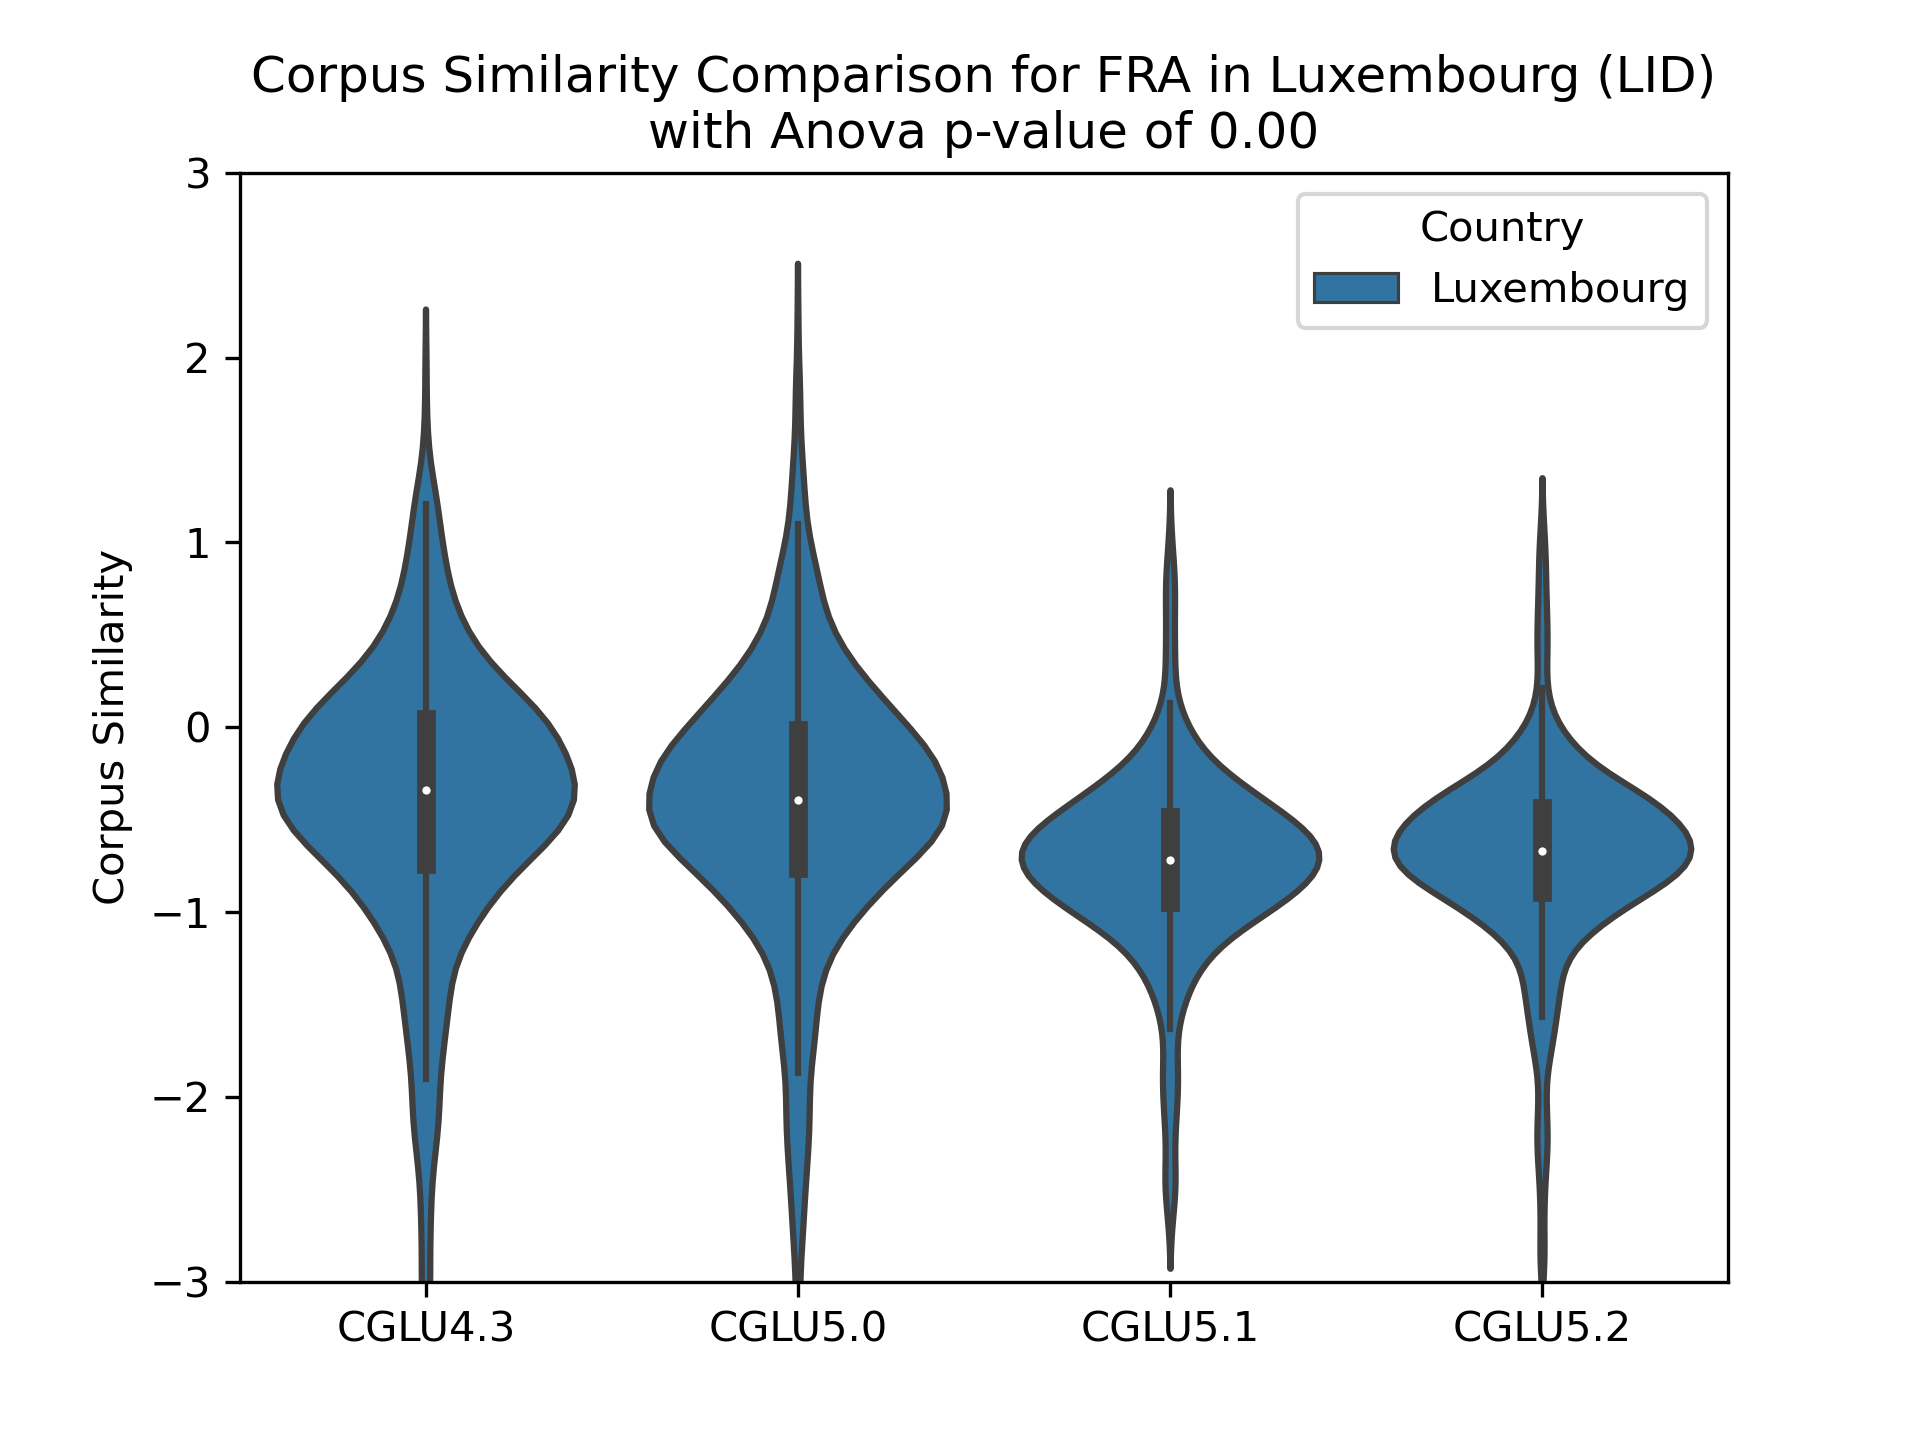 Corpus Similarity Comparison for FRA in Luxembourg (LID)
with Anova p-value of 0.00
Country
Luxembourg
Corpus Similarity
3
2
1
0
−1
−2
−3
CGLU4.3
CGLU5.0
CGLU5.1
CGLU5.2